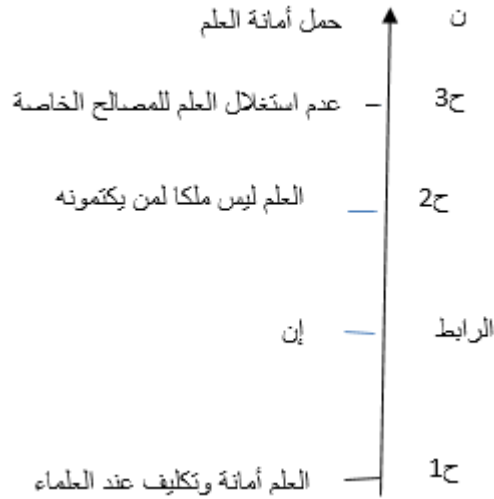 ن حمل أمانة العلم
ح3 عدم استغلال العلم للمصالح الخاصة
ح2 العلم ليس ملكا لمن يكتمونه
الرابط إن
ح1 العلم أمانة وتكليف عند العلماء